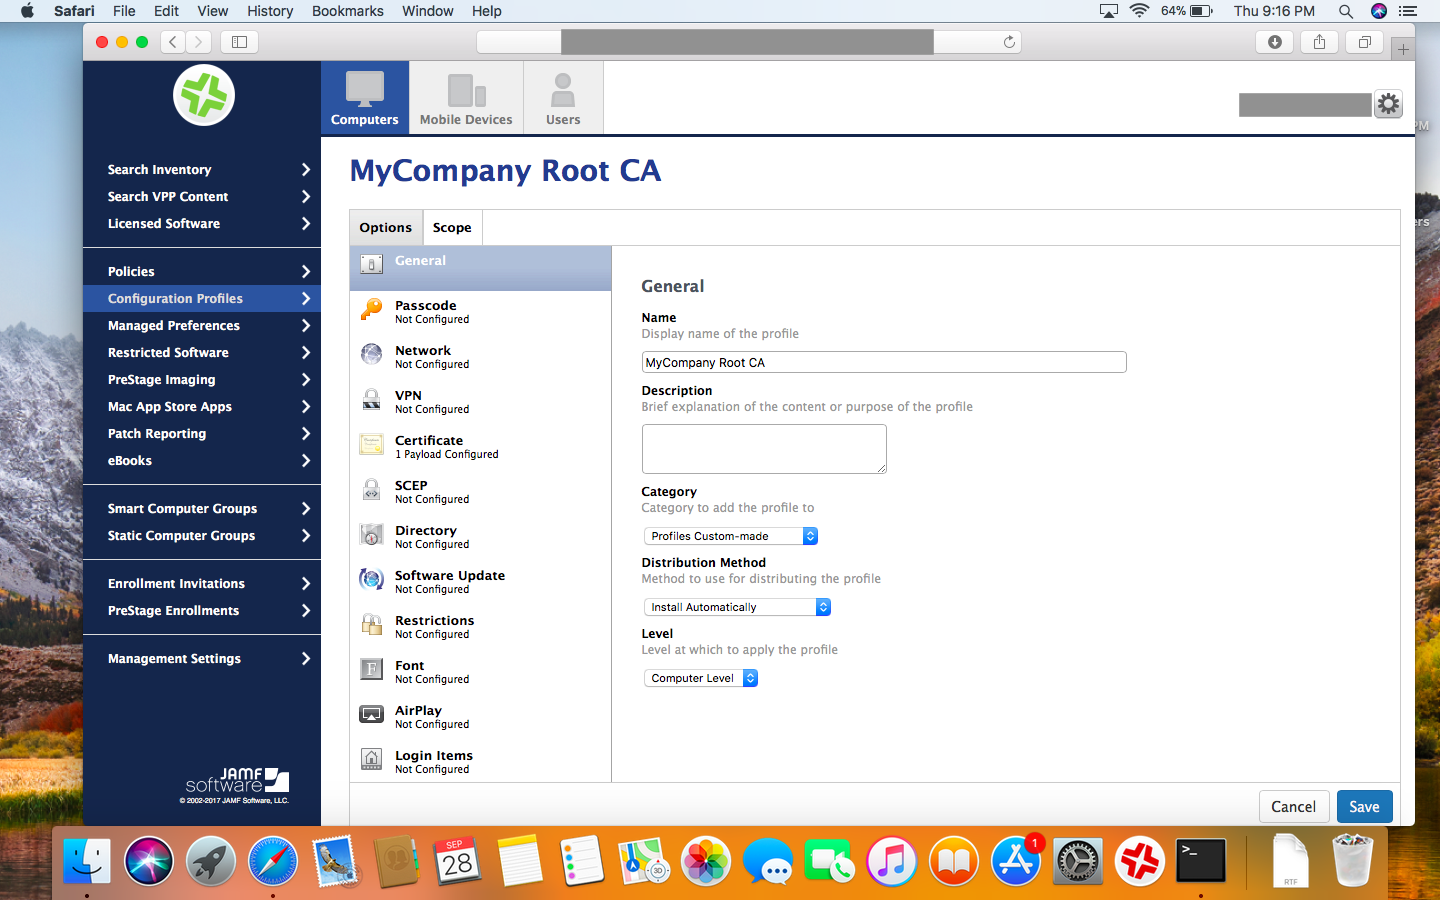 Safari File Edit View History Bookmarks Window Help 64% Thu 9:16 PM
Computers Mobile Devices Users
MyCompany Root CA
Search Inventory
Search VPP Content
Licensed Software
Policies
Configuration Profiles
Managed Preferences
Restricted Software
PreStage Imaging
Mac App Store Apps
Patch Reporting
eBooks
Smart Computer Groups
Static Computer Groups
Enrollment Invitations
PreStage Enrollments
Management Settings
JAMF
software
© 2002-2017 JAMF Software, LLC.
Options Scope
General
Passcode
Not Configured
Network
Not Configured
VPN
Not Configured
Certificate
1 Payload Configured
SCEP
Not Configured
Directory
Not Configured
Software Update
Not Configured
Restrictions
Not Configured
Font
Not Configured
AirPlay
Not Configured
Login Items
Not Configured
General
Name
Display name of the profile
MyCompany Root CA
Description
Brief explanation of the content or purpose of the profile
Category
Category to add the profile to
Profiles Custom-made
Distribution Method
Method to use for distributing the profile
Install Automatically
Level
Level at which to apply the profile
Computer Level
Cancel Save
PM
ers
SEP
28
3D
1
>_
RTF